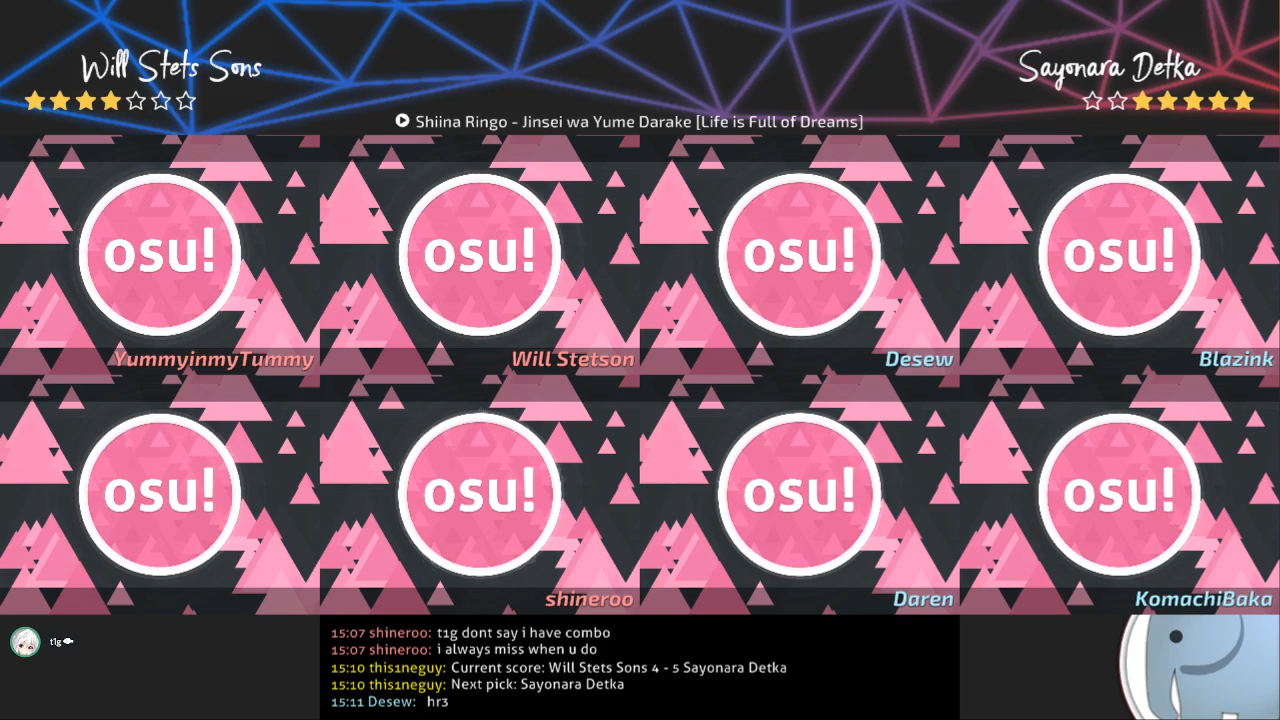 Will Stets Sons
Sayonara Detka
Shiina Ringo - Jinsei wa Yume Darake [Life is Full of Dreams]
osu!
osu!
osu!
osu!
YummyinmyTummy
Will Stetson
Desew
Blazink
osu!
osu!
osu!
osu!
shineroo
Daren
KomachiBaka
t1g
15:07 shineroo: t1g dont say i have combo
15:07 shineroo: i always miss when u do
15:10 this1neguy: Current score: Will Stets Sons 4 - 5 Sayonara Detka
15:10 this1neguy: Next pick: Sayonara Detka
15:11 Desew: hr3